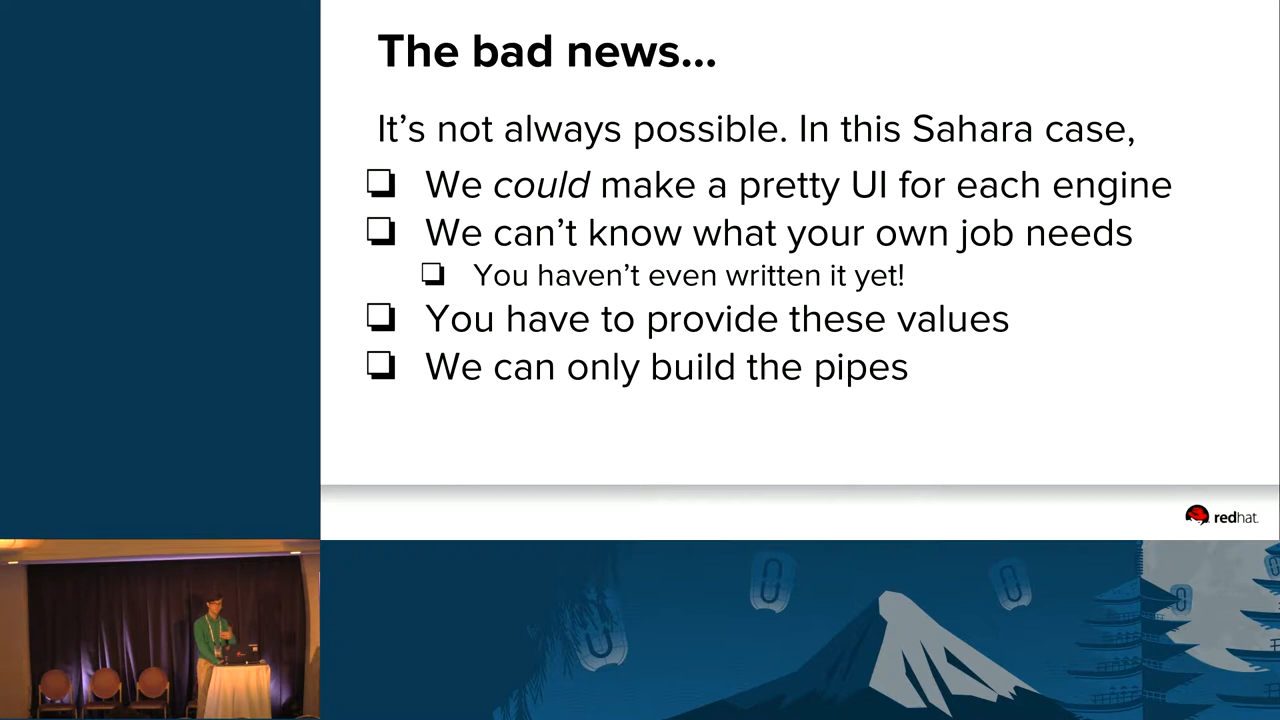 The bad news...
It’s not always possible. In this Sahara case,
❏ We could make a pretty UI for each engine
❏ We can’t know what your own job needs
❏ You haven’t even written it yet!
❏ You have to provide these values
❏ We can only build the pipes
redhat.